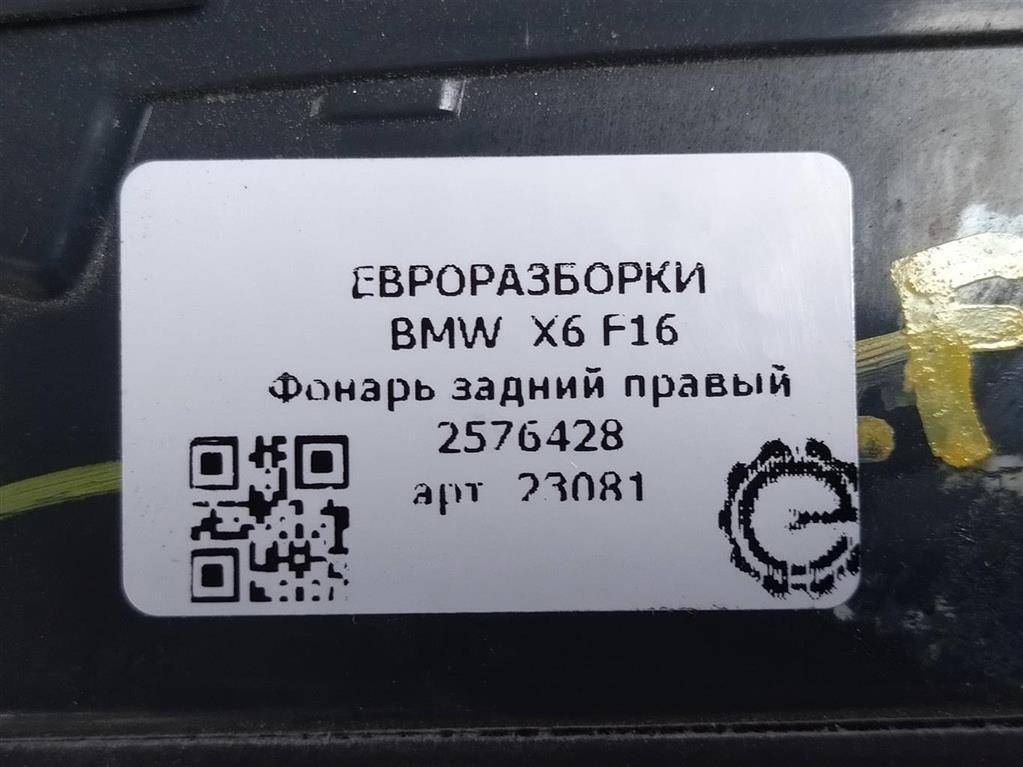 ЕВРОРАЗБОРКИ
BMW X6 F16
Фонарь задний правый
2576428
арт 23081